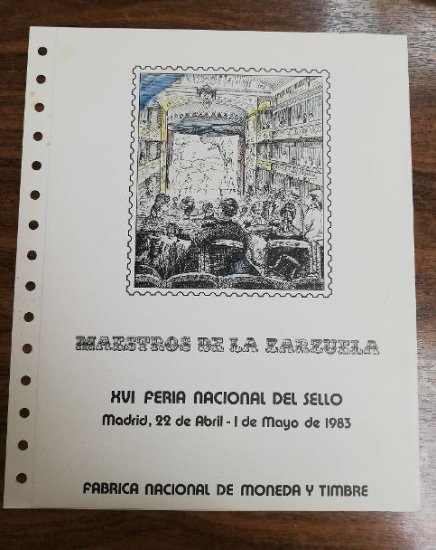 MAESTROS DE LA ZARZUELA
XVI FERIA NACIONAL DEL SELLO
Madrid, 22 de Abril - 1 de Mayo de 1983
FABRICA NACIONAL DE MONEDA Y TIMBRE